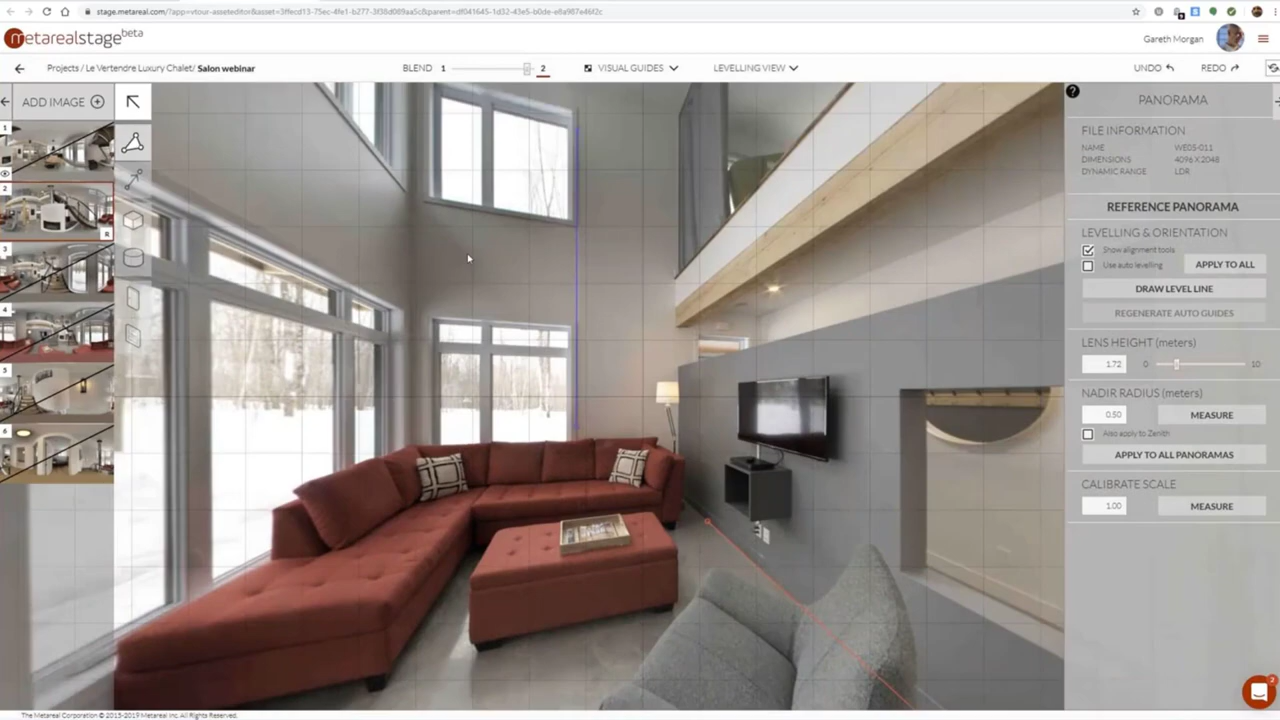 stage.metareal.com/?app=vtour-asseteditor&asset=3ffecd13-75ec-4fe1-b277-3f38d089aa5c&parent=df041645-1d32-43e5-b0de-e8a987e46f2c
metarealstage beta
Gareth Morgan
Projects / Le Vertendre Luxury Chalet/ Salon webinar
BLEND 1 2
VISUAL GUIDES
LEVELLING VIEW
UNDO
REDO
ADD IMAGE
1
2
R
3
4
5
6
?
PANORAMA
FILE INFORMATION
NAME WE05-011
DIMENSIONS 4096 X 2048
DYNAMIC RANGE LDR
REFERENCE PANORAMA
LEVELLING & ORIENTATION
Show alignment tools
Use auto levelling APPLY TO ALL
DRAW LEVEL LINE
REGENERATE AUTO GUIDES
LENS HEIGHT (meters)
1.72 0 10
NADIR RADIUS (meters)
0.50 MEASURE
Also apply to Zenith
APPLY TO ALL PANORAMAS
CALIBRATE SCALE
1.00 MEASURE
2
The Metareal Corporation © 2015-2019 Metareal Inc. All Rights Reserved.